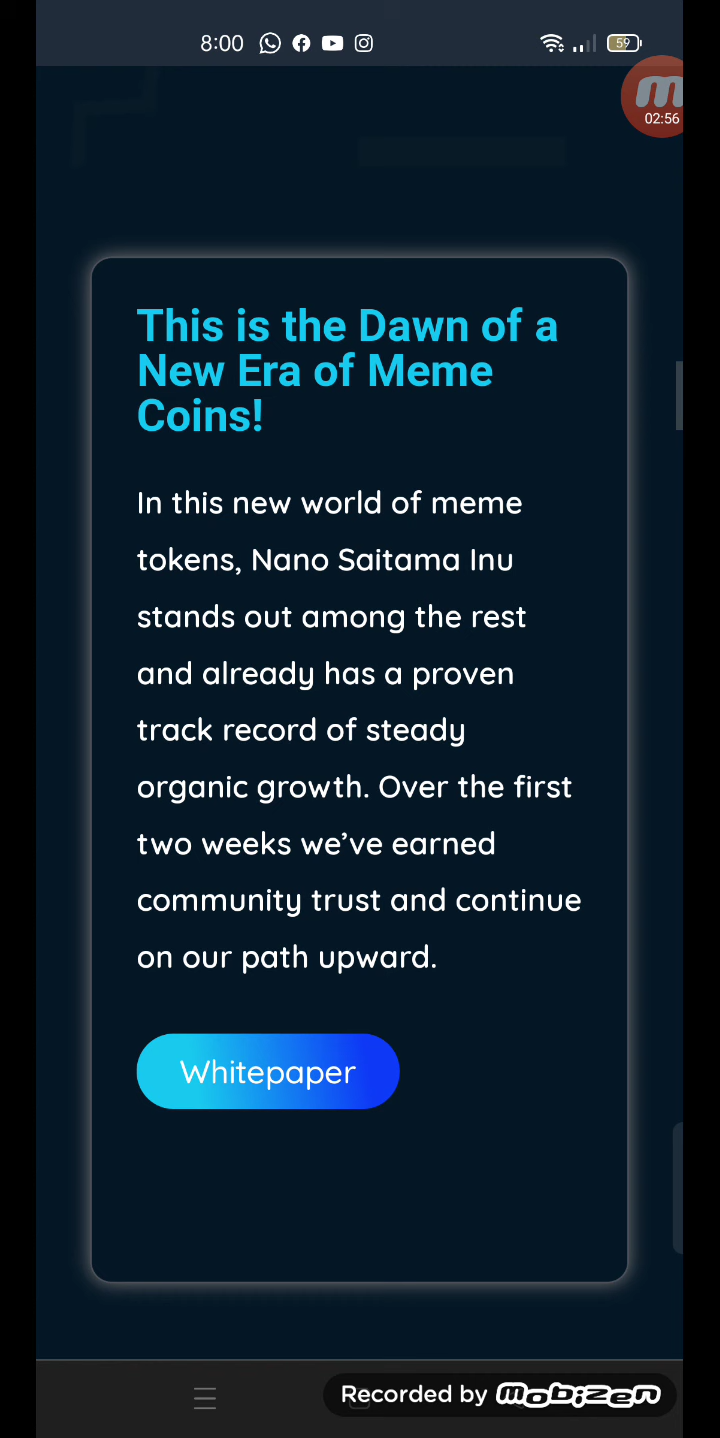 8:00
59
m
02:56
This is the Dawn of a
New Era of Meme
Coins!
In this new world of meme
tokens, Nano Saitama Inu
stands out among the rest
and already has a proven
track record of steady
organic growth. Over the first
two weeks we’ve earned
community trust and continue
on our path upward.
Whitepaper
Recorded by mobizen